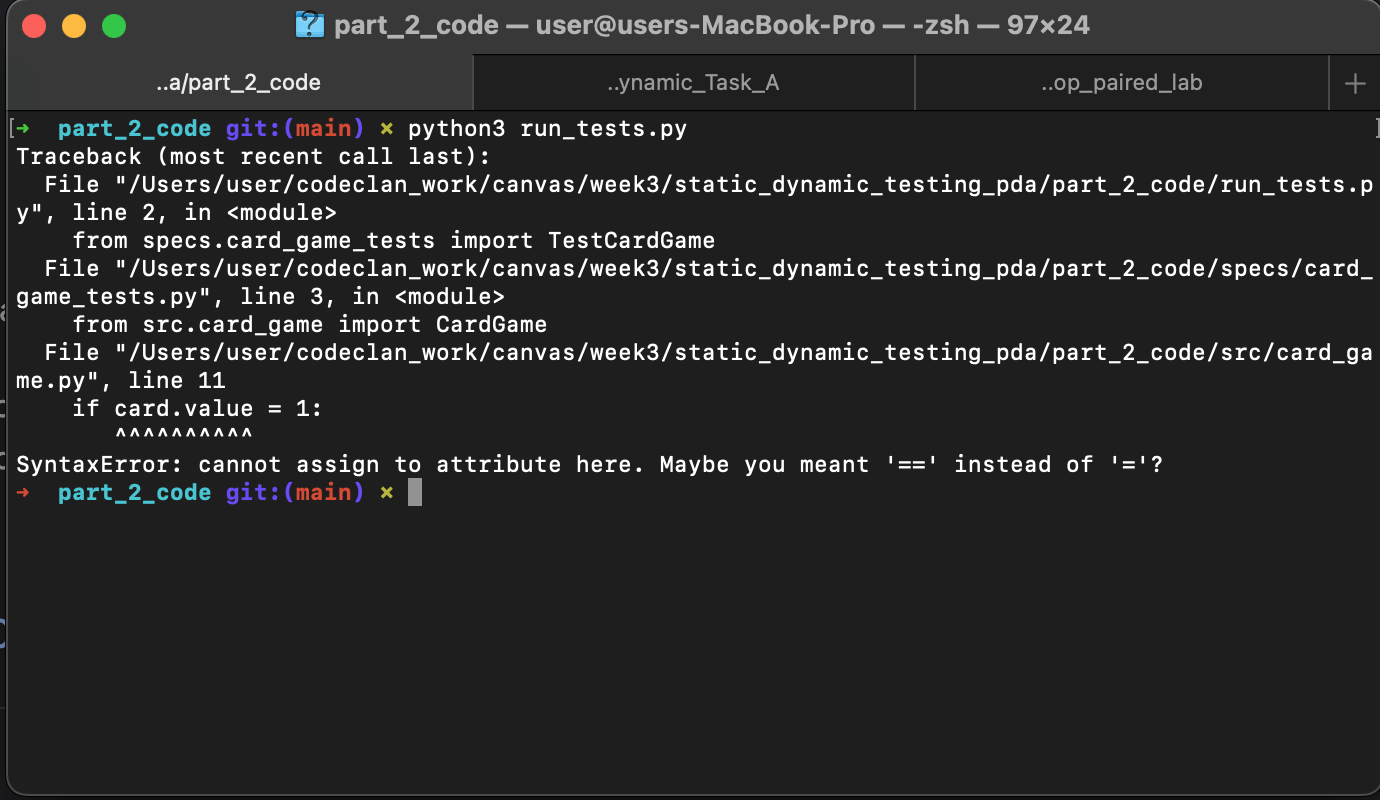 part_2_code — user@users-MacBook-Pro — -zsh — 97×24
..a/part_2_code ..ynamic_Task_A ..op_paired_lab +
[➜ part_2_code git:(main) ✗ python3 run_tests.py ]
Traceback (most recent call last):
  File "/Users/user/codeclan_work/canvas/week3/static_dynamic_testing_pda/part_2_code/run_tests.p
y", line 2, in <module>
    from specs.card_game_tests import TestCardGame
  File "/Users/user/codeclan_work/canvas/week3/static_dynamic_testing_pda/part_2_code/specs/card_
game_tests.py", line 3, in <module>
    from src.card_game import CardGame
  File "/Users/user/codeclan_work/canvas/week3/static_dynamic_testing_pda/part_2_code/src/card_ga
me.py", line 11
    if card.value = 1:
       ^^^^^^^^^^
SyntaxError: cannot assign to attribute here. Maybe you meant '==' instead of '='?
➜ part_2_code git:(main) ✗